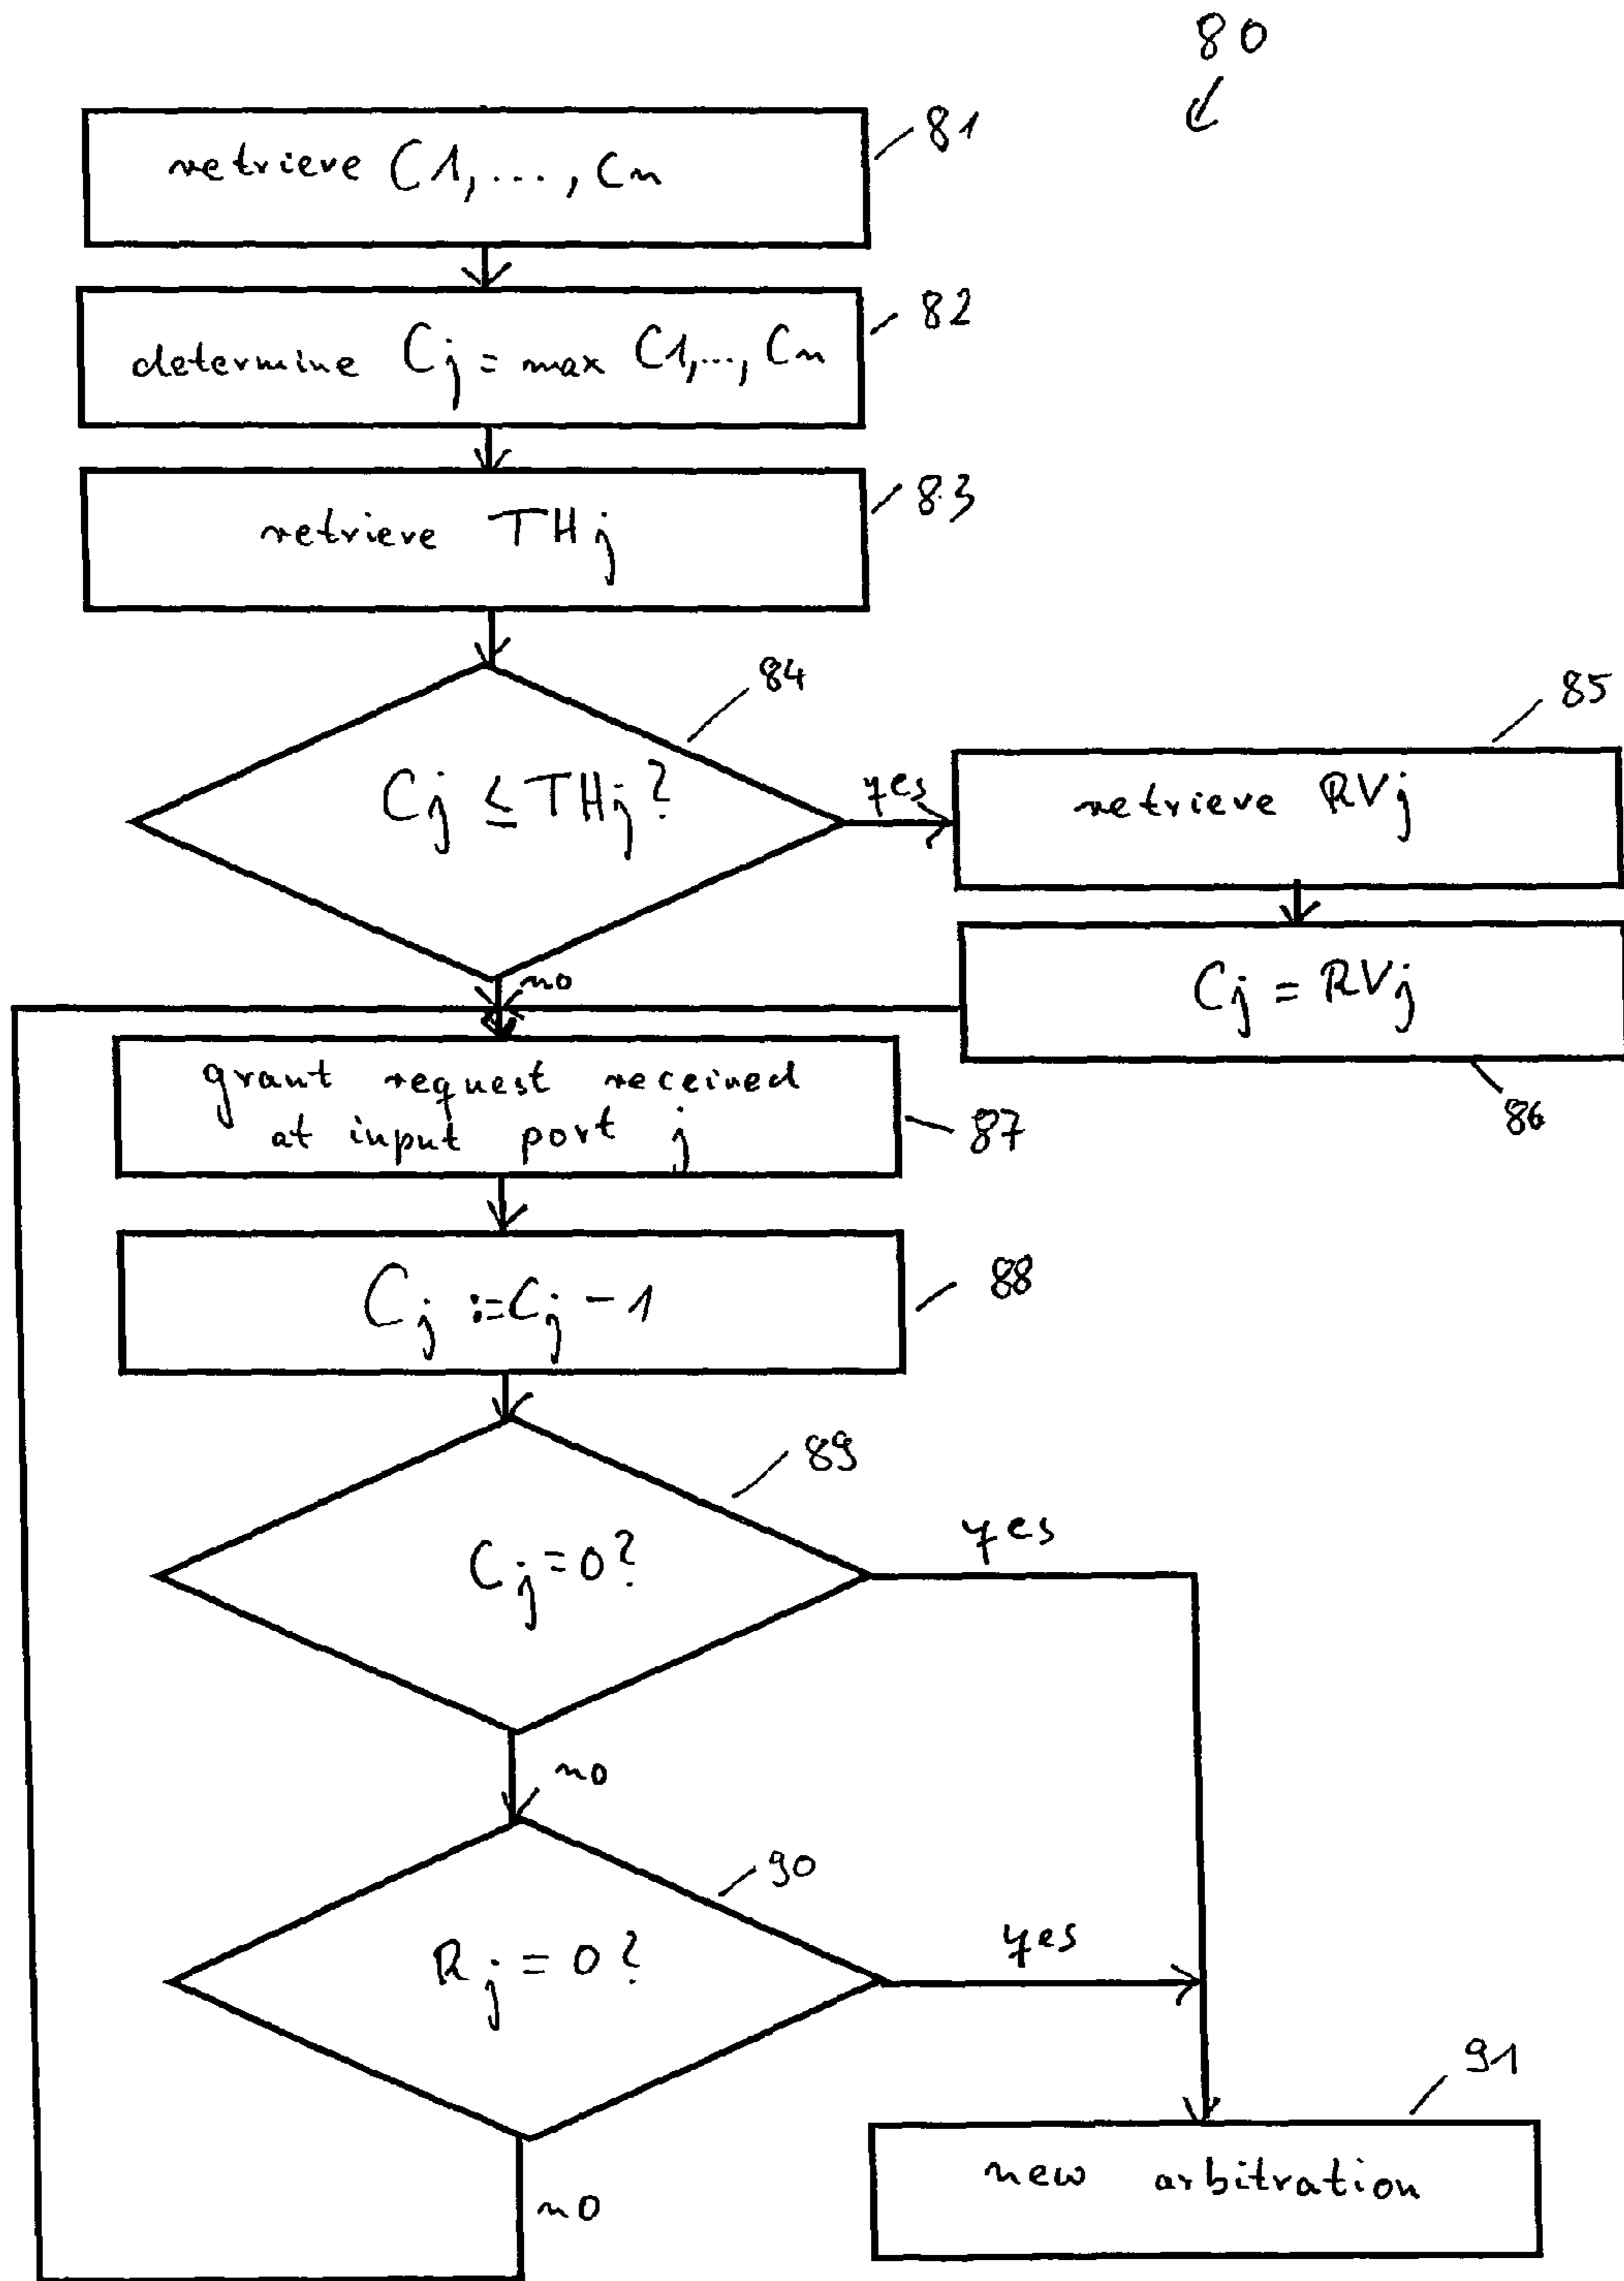 80
retrieve C1, ..., Cn
81
determine Cj = max C1, ..., Cn
82
retrieve THj
83
84
Cj ≤ THj?
yes
85
retrieve RVj
no
Cj = RVj
86
grant request received
at input port j
87
Cj := Cj - 1
88
89
Cj = 0?
yes
no
90
Rj = 0?
yes
91
new arbitration
no